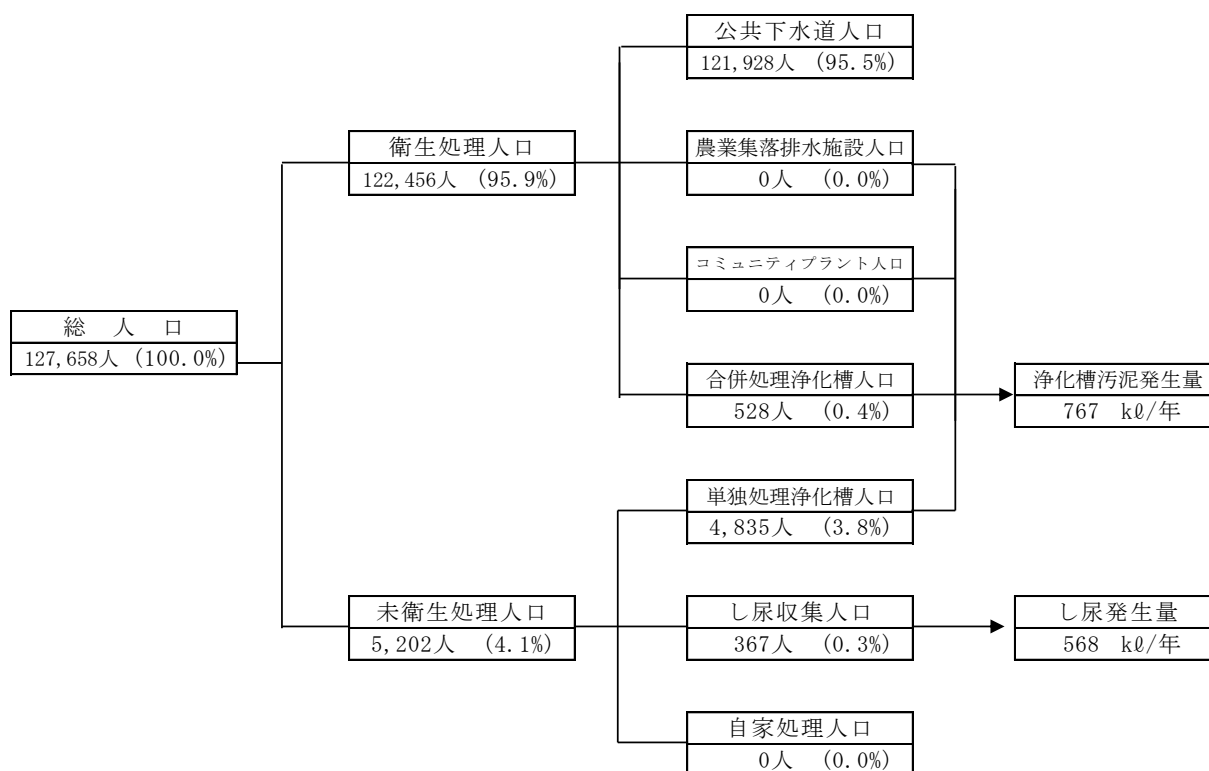 公共下水道人口
121,928人 (95.5%)
衛生処理人口
122,456人 (95.9%)
農業集落排水施設人口
0人 (0.0%)
コミュニティプラント人口
0人 (0.0%)
総人口
127,658人 (100.0%)
合併処理浄化槽人口
528人 (0.4%)
浄化槽汚泥発生量
767 kℓ/年
単独処理浄化槽人口
4,835人 (3.8%)
未衛生処理人口
5,202人 (4.1%)
し尿収集人口
367人 (0.3%)
し尿発生量
568 kℓ/年
自家処理人口
0人 (0.0%)